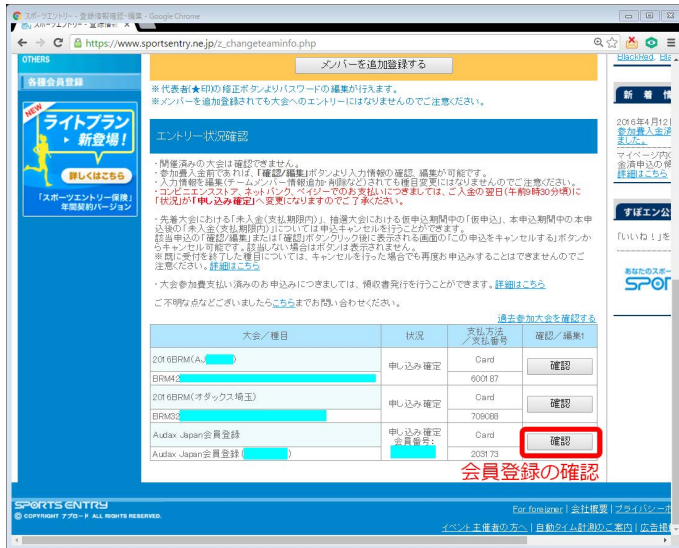 スポーツエントリー - 登録情報確認・編集 - Google Chrome
スポーツエントリー - 登録情報
https://www.sportsentry.ne.jp/z_changeteaminfo.php
OTHERS
各種会員登録
NEW
ライトプラン
新登場!
詳しくはこちら
「スポーツエントリー保険」
年間契約バージョン
メンバーを追加登録する
※代表者(★印)の修正ボタンよりパスワードの編集が行えます。
※メンバーを追加登録されても大会へのエントリーにはなりませんのでご注意ください。
エントリー状況確認
・開催済みの大会は確認できません。
・参加費入金前であれば、「確認/編集」ボタンより入力情報の確認、編集が可能です。
・入力情報を編集(チームメンバー情報追加・削除など)されても種目変更にはなりませんのでご注意ください。
・コンビニエンスストア、ネットバンク、ペイジーでのお支払いにつきましては、ご入金の翌日(午前9時30分頃)に
「状況」が「申し込み確定」へ変更になりますのでご了承ください。
・先着大会における「未入金(支払期限内)」、抽選大会における仮申込期間中の「仮申込」、本申込期間中の本申
込後の「未入金(支払期限内)」については申込キャンセルを行うことができます。
該当申込の「確認/編集」または「確認」ボタンクリック後に表示される画面の「この申込をキャンセルする」ボタンか
らキャンセル可能です。該当しない場合はボタンは表示されません。
※既に受付を終了した種目については、キャンセルを行った場合でも再度お申込みすることはできませんのでご
注意ください。詳細はこちら
・大会参加費支払い済みのお申込みにつきましては、領収書発行を行うことができます。詳細はこちら
ご不明な点などございましたらこちらまでお問い合わせください。
過去参加大会を確認する
大会/種目 状況 支払方法/支払番号 確認/編集1
2016BRM(AJ ) 申し込み確定 Card 確認
BRM42 600187
2016BRM(オダックス埼玉) 申し込み確定 Card 確認
BRM32 709088
Audax Japan会員登録 申し込み確定 会員番号: Card 確認
Audax Japan会員登録( ) 203173
会員登録の確認
BlackHed, Bla
新 着 情
2016年4月12
参加費入金済
ました。
マイページ内の
金済申込の領
詳細はこちら
すぽエン公
「いいね!」を
あなたのスポー
SPOR
SPORTS ENTRY
© COPYRIGHT アプロード ALL RIGHTS RESERVED.
For foreigner | 会社概要 | プライバシーポ
イベント主催者の方へ | 自動タイム計測のご案内 | 広告掲